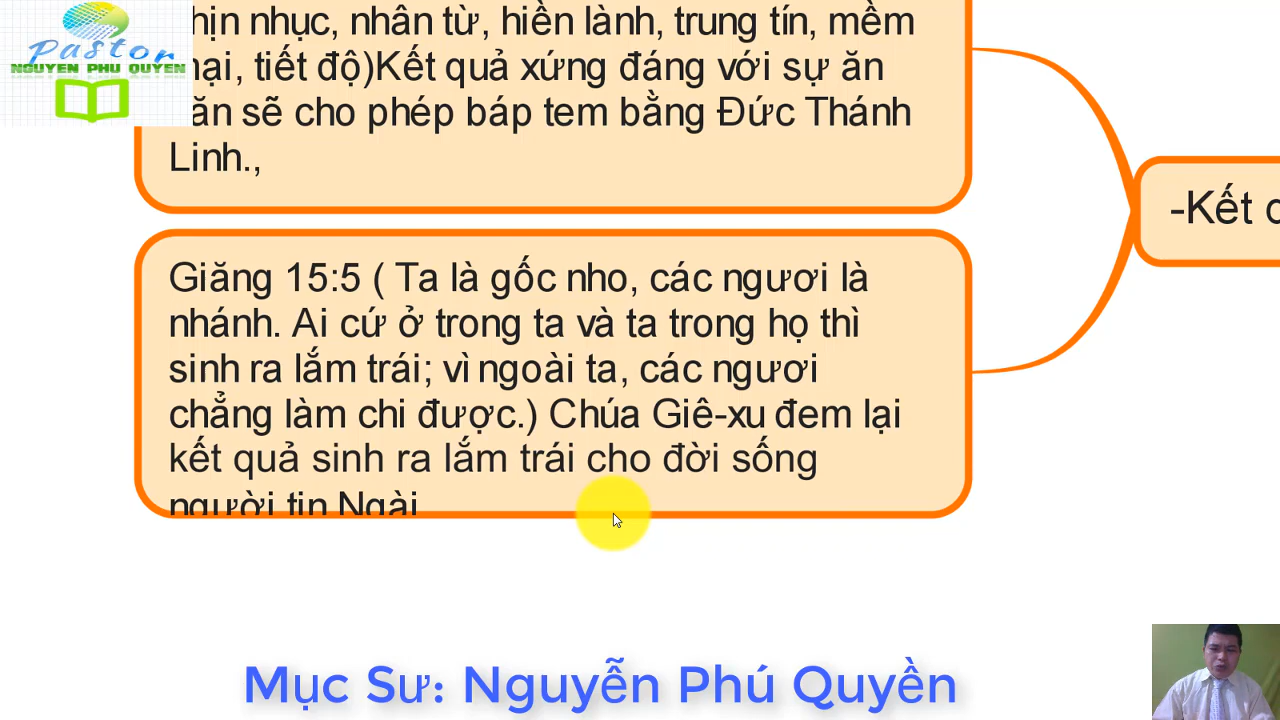 Pastor
NGUYEN PHU QUYEN
nhịn nhục, nhân từ, hiền lành, trung tín, mềm
mại, tiết độ)Kết quả xứng đáng với sự ăn
năn sẽ cho phép báp tem bằng Đức Thánh
Linh.,
-Kết
Giăng 15:5 ( Ta là gốc nho, các ngươi là
nhánh. Ai cứ ở trong ta và ta trong họ thì
sinh ra lắm trái; vì ngoài ta, các ngươi
chẳng làm chi được.) Chúa Giê-xu đem lại
kết quả sinh ra lắm trái cho đời sống
người tin Ngài
Mục Sư: Nguyễn Phú Quyền